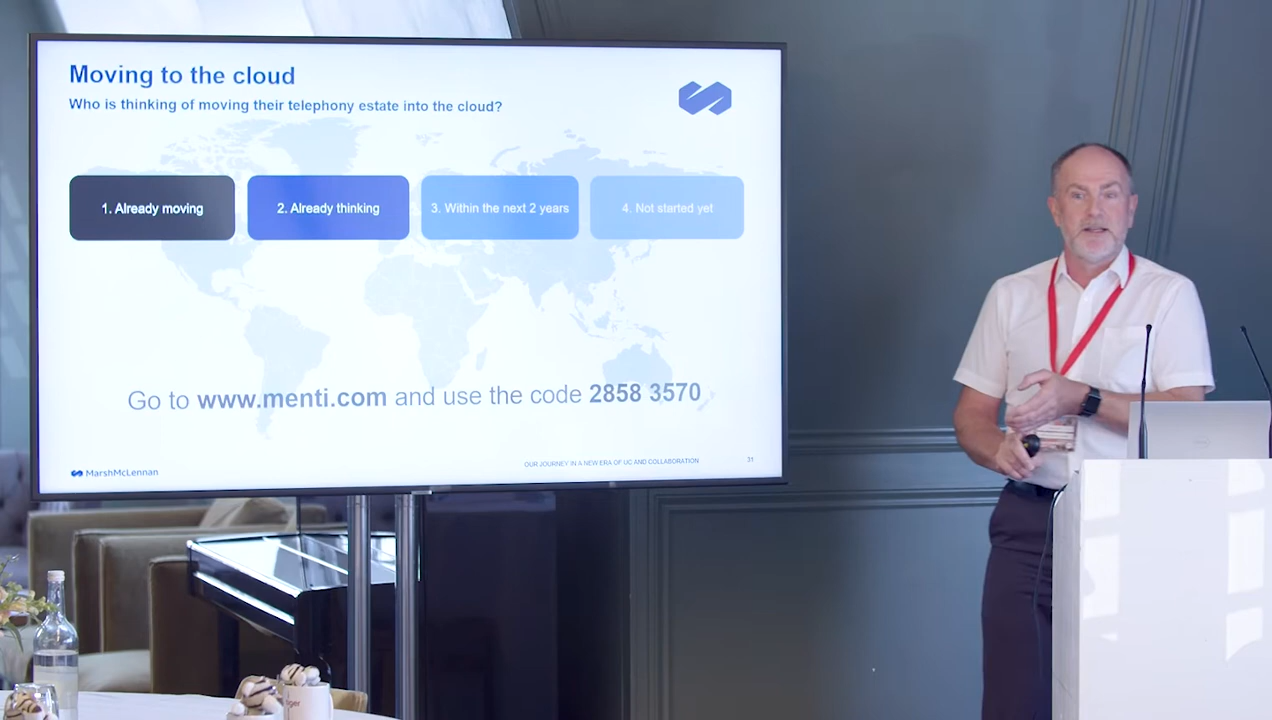 Moving to the cloud
Who is thinking of moving their telephony estate into the cloud?
1. Already moving
2. Already thinking
3. Within the next 2 years
4. Not started yet
Go to www.menti.com and use the code 2858 3570
MarshMcLennan
OUR JOURNEY IN A NEW ERA OF UC AND COLLABORATION
31